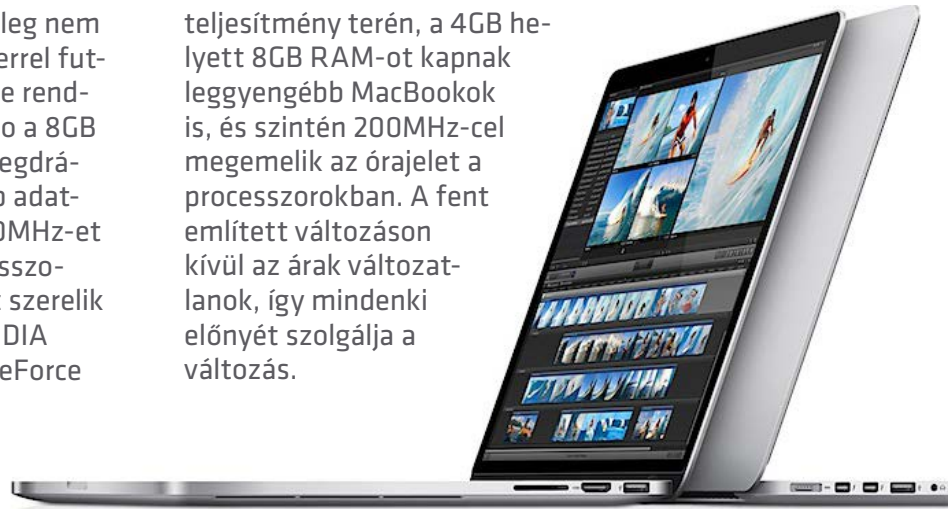 leg nem
errel fut-
e rend-
o a 8GB
egdrá-
b adat-
0MHz-et
sszo-
szerelik
DIA
eForce
teljesítmény terén, a 4GB he-
lyett 8GB RAM-ot kapnak
leggyengébb MacBookok
is, és szintén 200MHz-cel
megemelik az órajelet a
processzorokban. A fent
említett változáson
kívül az árak változat-
lanok, így mindenki
előnyét szolgálja a
változás.